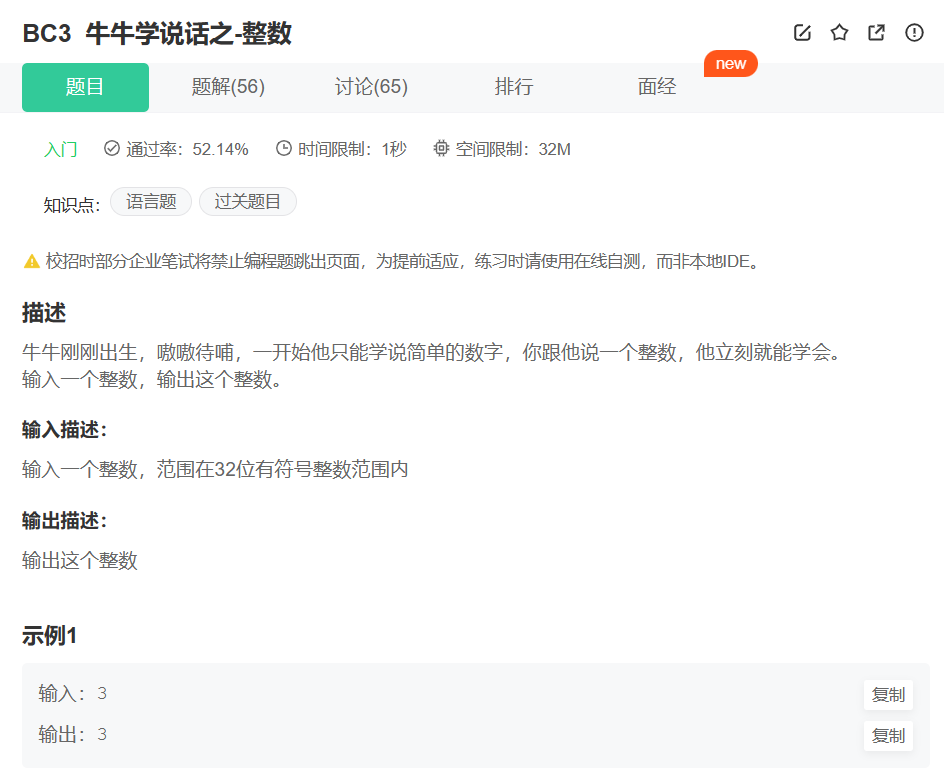 BC3 牛牛学说话之-整数
new
题目 题解(56) 讨论(65) 排行 面经
入门 通过率：52.14% 时间限制：1秒 空间限制：32M
知识点： 语言题 过关题目
校招时部分企业笔试将禁止编程题跳出页面，为提前适应，练习时请使用在线自测，而非本地IDE。
描述
牛牛刚刚出生，嗷嗷待哺，一开始他只能学说简单的数字，你跟他说一个整数，他立刻就能学会。
输入一个整数，输出这个整数。
输入描述：
输入一个整数，范围在32位有符号整数范围内
输出描述：
输出这个整数
示例1
输入：3 复制
输出：3 复制